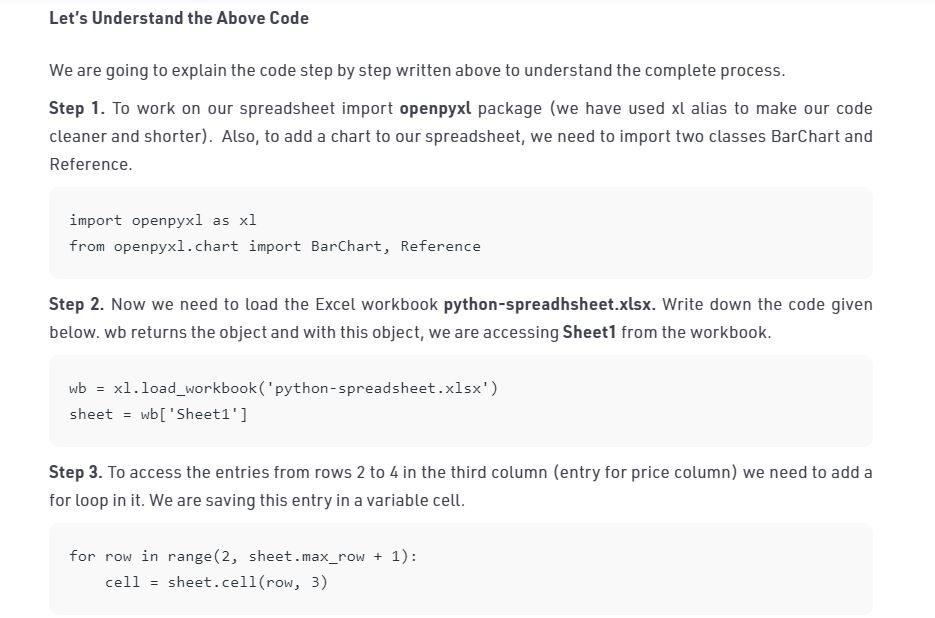 Let's Understand the Above Code
We are going to explain the code step by step written above to understand the complete process.
Step 1. To work on our spreadsheet import openpyxl package (we have used xl alias to make our code
cleaner and shorter).  Also, to add a chart to our spreadsheet, we need to import two classes BarChart and
Reference.
import openpyxl as xl
from openpyxl.chart import BarChart, Reference
Step 2. Now we need to load the Excel workbook python-spreadhsheet.xlsx. Write down the code given
below. wb returns the object and with this object, we are accessing Sheet1 from the workbook.
wb = xl.load_workbook('python-spreadsheet.xlsx')
sheet = wb['Sheet1']
Step 3. To access the entries from rows 2 to 4 in the third column (entry for price column) we need to add a
for loop in it. We are saving this entry in a variable cell.
for row in range(2, sheet.max_row + 1):
    cell = sheet.cell(row, 3)